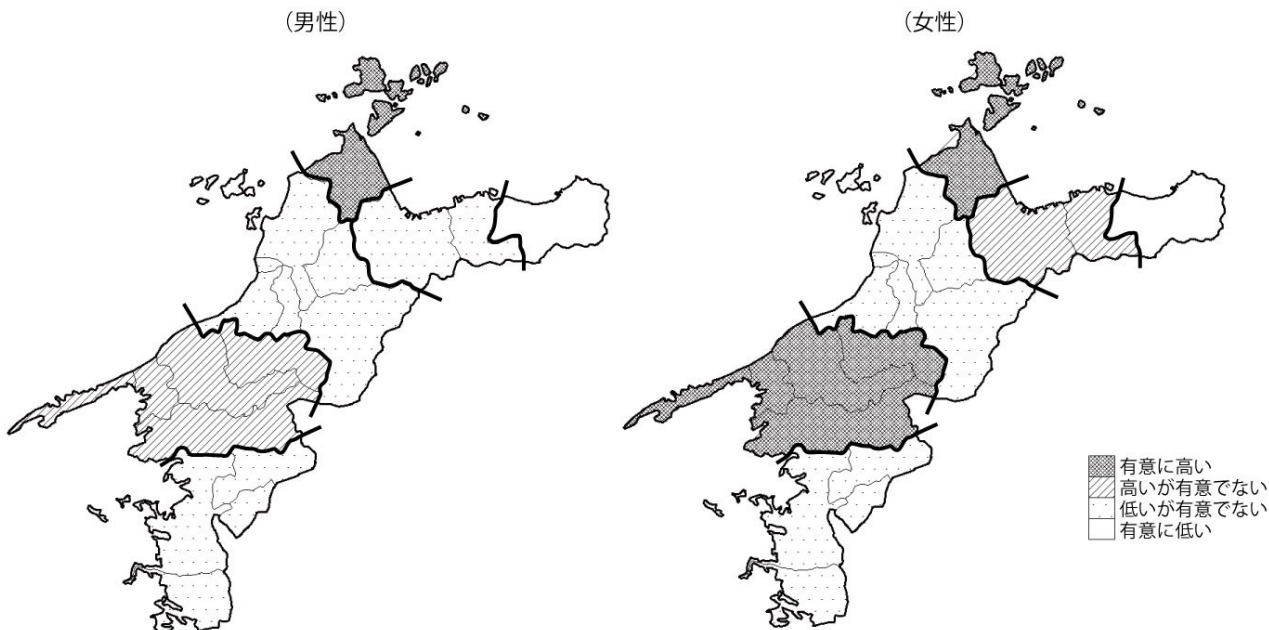 （男性）
（女性）
有意に高い
高いが有意でない
低いが有意でない
有意に低い